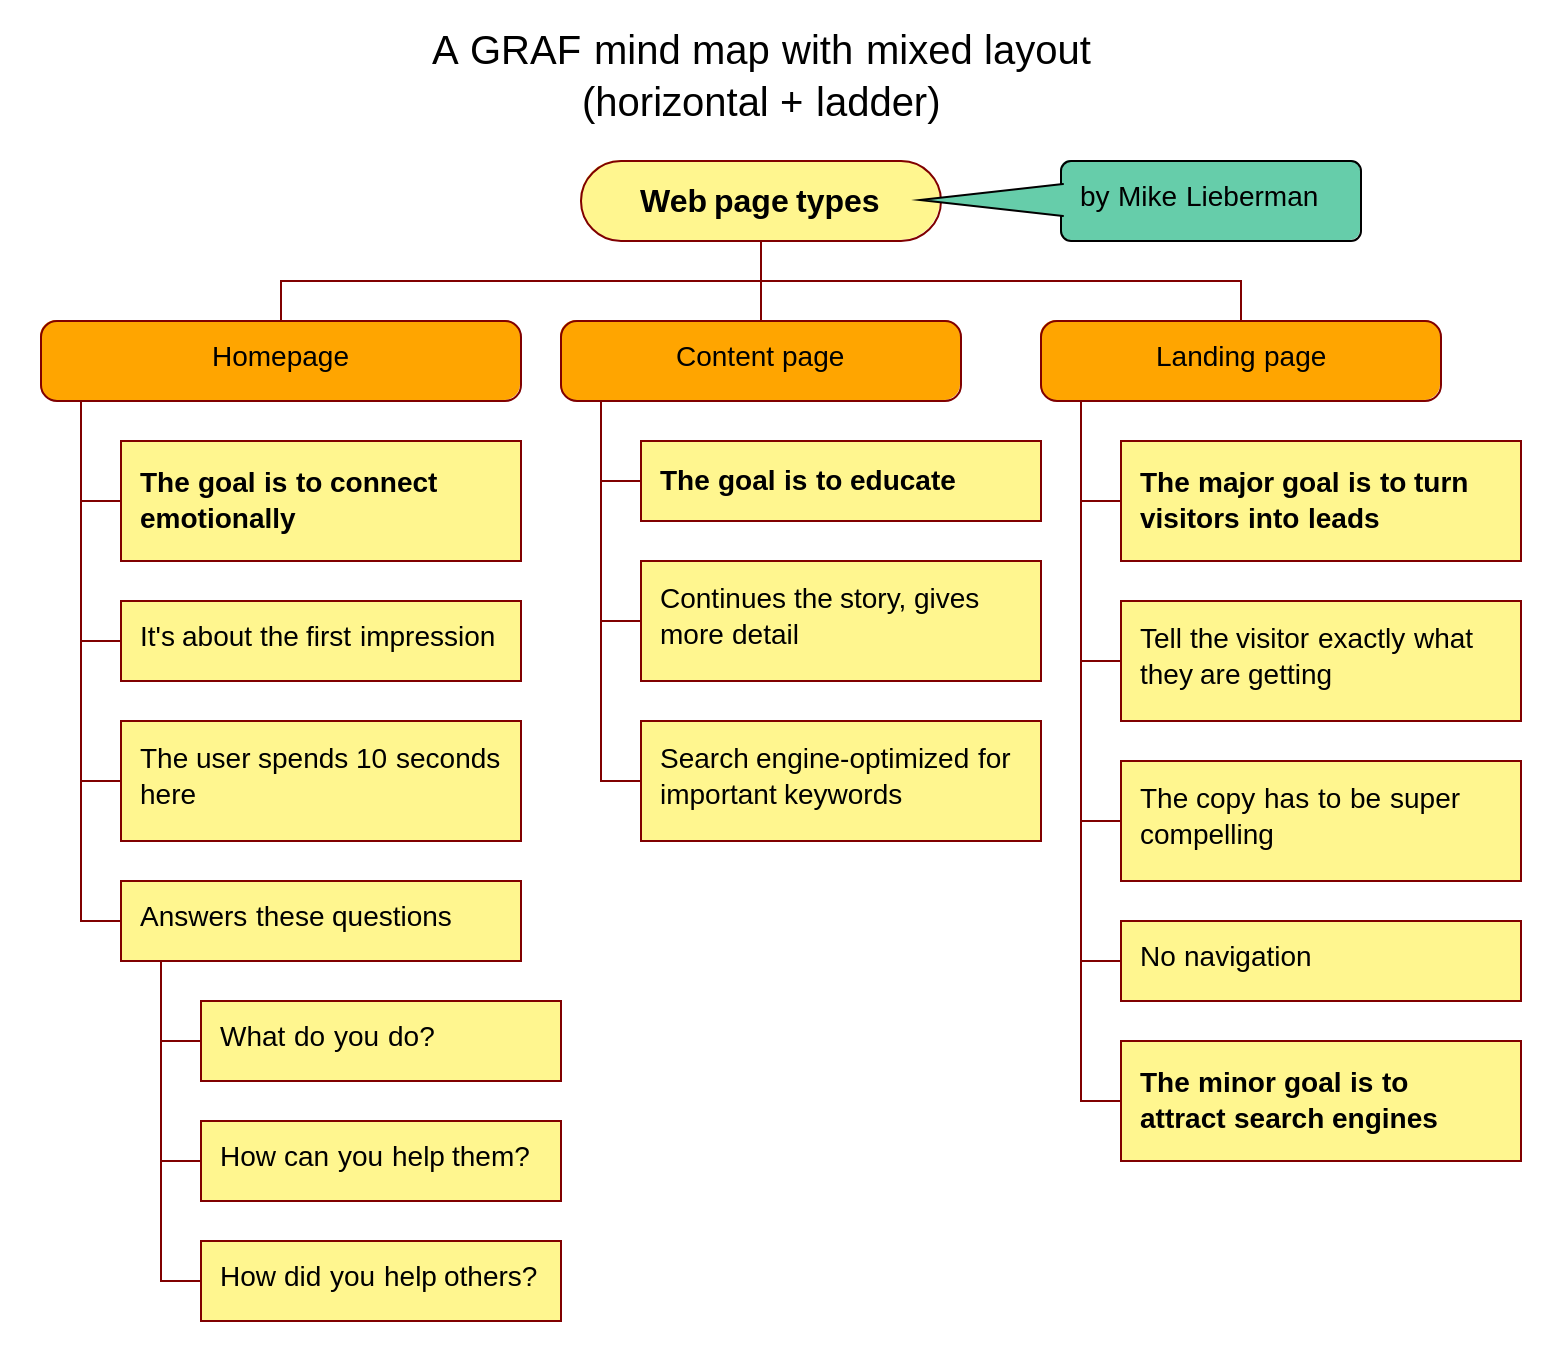 A GRAF mind map with mixed layout
(horizontal + ladder)
Web page types
by Mike Lieberman
Homepage
The goal is to connect
emotionally
It's about the first impression
The user spends 10 seconds
here
Answers these questions
What do you do?
How can you help them?
How did you help others?
Content page
The goal is to educate
Continues the story, gives
more detail
Search engine-optimized for
important keywords
Landing page
The major goal is to turn
visitors into leads
Tell the visitor exactly what
they are getting
The copy has to be super
compelling
No navigation
The minor goal is to
attract search engines